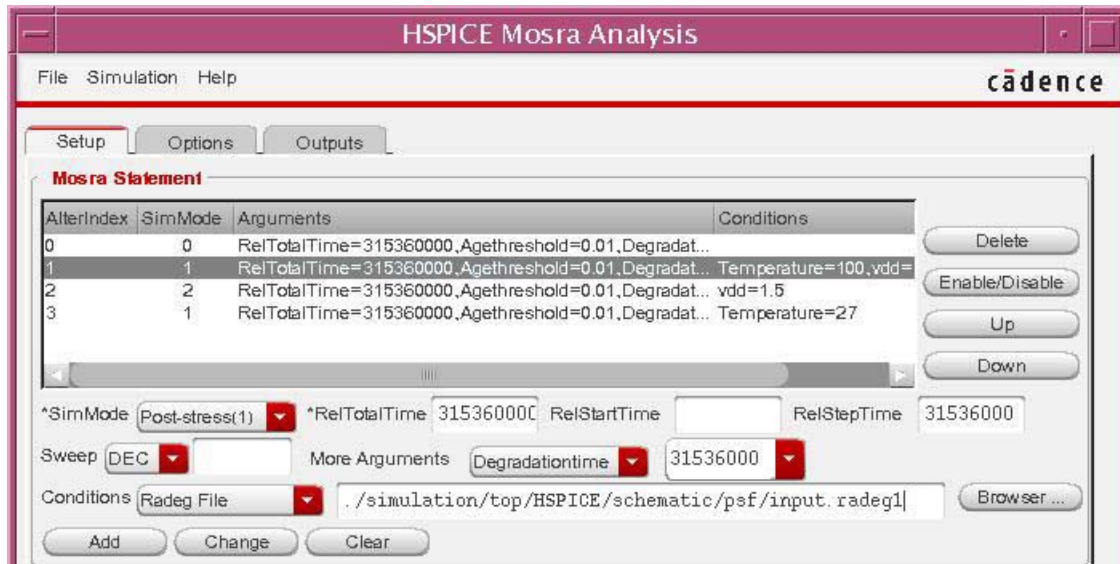 HSPICE Mosra Analysis
File Simulation Help
cādence
Setup Options Outputs
Mosra Statement
AlterIndex SimMode Arguments Conditions
0 0 RelTotalTime=315360000,Agethreshold=0.01,Degradat...
1 1 RelTotalTime=315360000,Agethreshold=0.01,Degradat... Temperature=100,vdd=
2 2 RelTotalTime=315360000,Agethreshold=0.01,Degradat... vdd=1.5
3 1 RelTotalTime=315360000,Agethreshold=0.01,Degradat... Temperature=27
Delete
Enable/Disable
Up
Down
*SimMode Post-stress(1) *RelTotalTime 315360000 RelStartTime RelStepTime 31536000
Sweep DEC More Arguments Degradationtime 31536000
Conditions Radeg File ./simulation/top/HSPICE/schematic/psf/input.radeg1 Browser ...
Add Change Clear